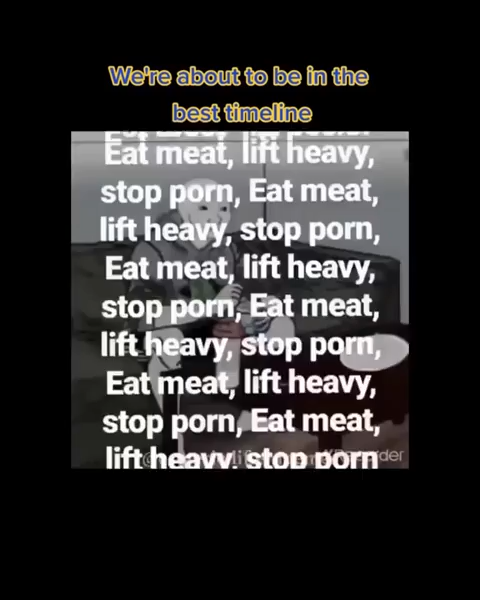 We're about to be in the
best timeline
Eat meat, lift heavy,
stop porn, Eat meat,
lift heavy, stop porn,
Eat meat, lift heavy,
stop porn, Eat meat,
lift heavy, stop porn,
Eat meat, lift heavy,
stop porn, Eat meat,
lift heavy, stop porn